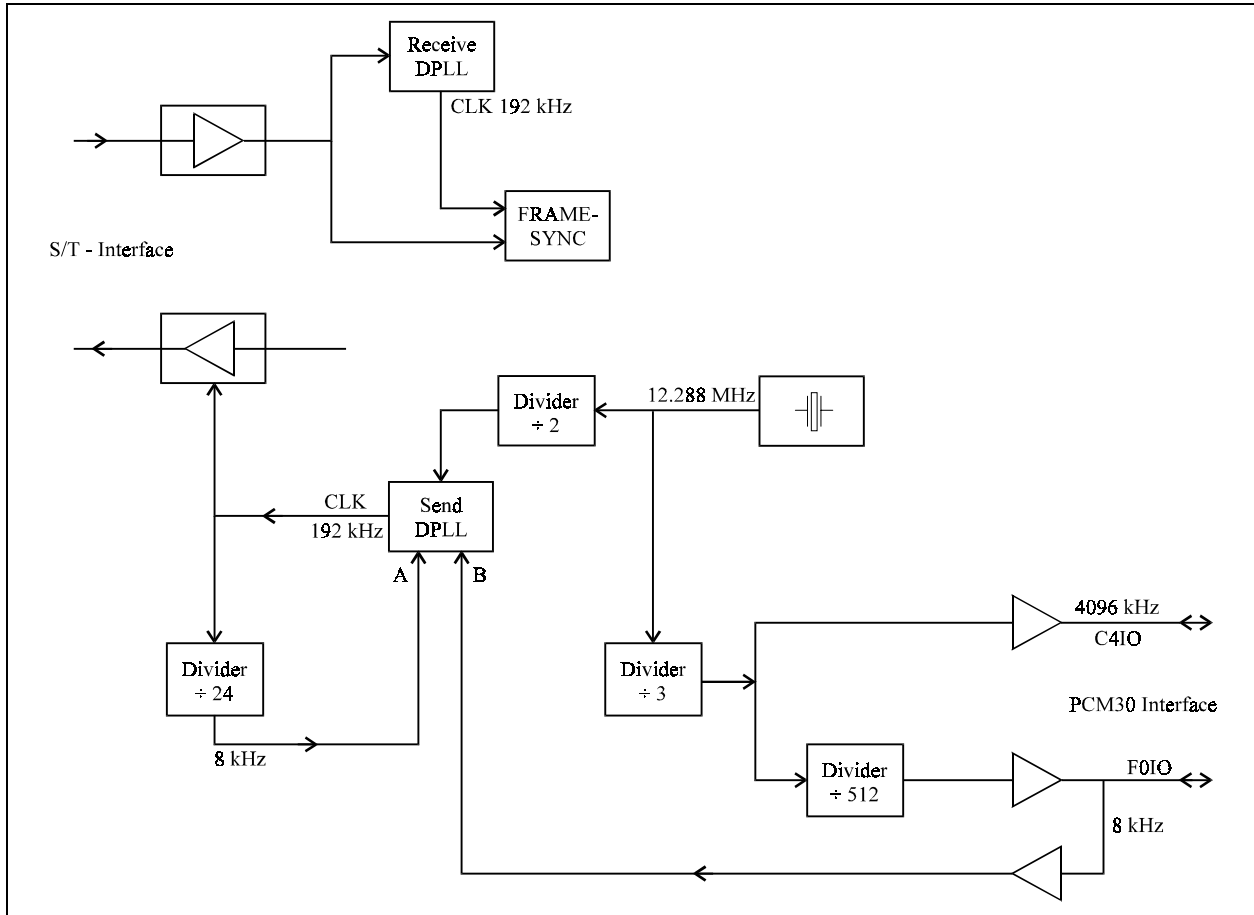 Receive
DPLL
CLK 192 kHz
FRAME-
SYNC
S/T - Interface
12.288 MHz
Divider
÷ 2
CLK
192 kHz
Send
DPLL
A
B
4096 kHz
C4IO
Divider
÷ 24
Divider
÷ 3
PCM30 Interface
8 kHz
Divider
÷ 512
F0IO
8 kHz